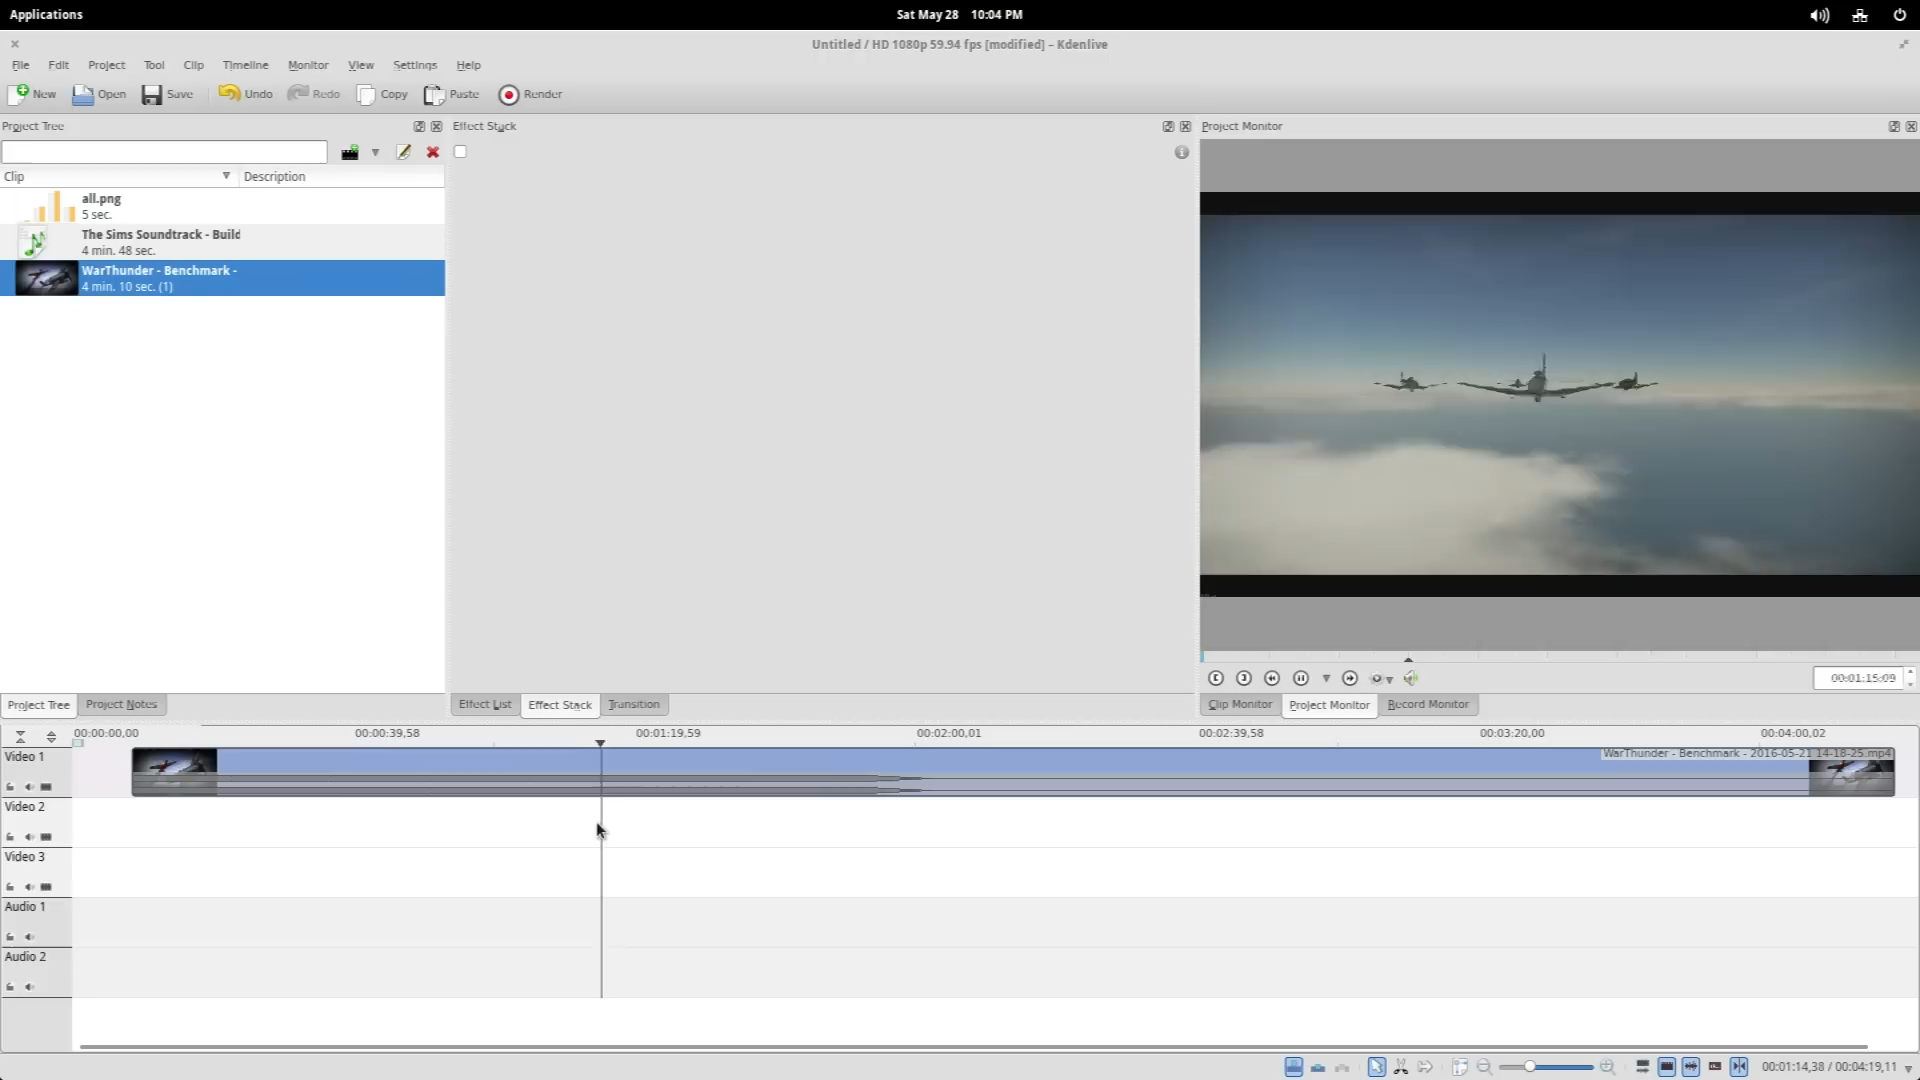 Applications
Sat May 28 10:04 PM
Untitled / HD 1080p 59.94 fps [modified] – Kdenlive
File Edit Project Tool Clip Timeline Monitor View Settings Help
New Open Save Undo Redo Copy Paste Render
Project Tree
Effect Stack
Project Monitor
Clip
Description
all.png
5 sec.
The Sims Soundtrack - Build
4 min. 48 sec.
WarThunder - Benchmark -
4 min. 10 sec. (1)
00:01:15:09
Project Tree Project Notes
Effect List Effect Stack Transition
Clip Monitor Project Monitor Record Monitor
00:00:00,00 00:00:39,58 00:01:19,59 00:02:00,01 00:02:39,58 00:03:20,00 00:04:00,02
Video 1
WarThunder - Benchmark - 2016-05-21 14-18-25.mp4
Video 2
Video 3
Audio 1
Audio 2
00:01:14,38 / 00:04:19,11